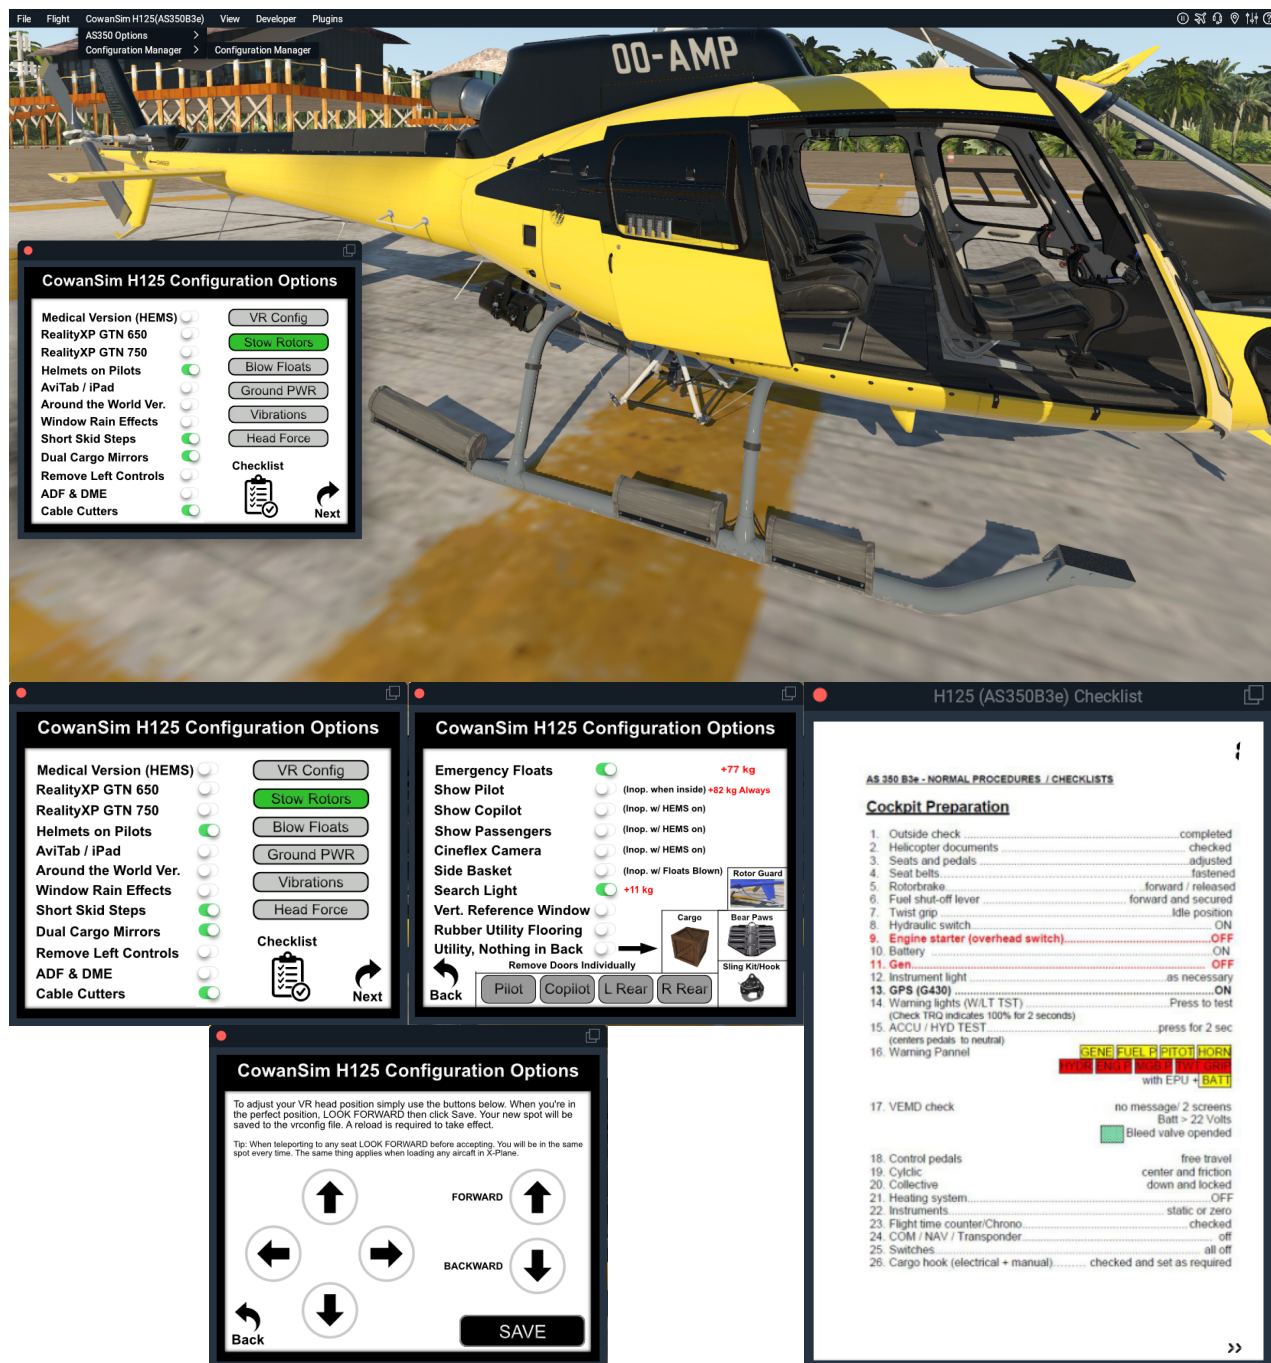 File Flight CowanSim H125(AS350B3e) View Developer Plugins
AS350 Options >
Configuration Manager > Configuration Manager
OO-AMP
CowanSim H125 Configuration Options
Medical Version (HEMS) VR Config
RealityXP GTN 650 Stow Rotors
RealityXP GTN 750
Helmets on Pilots Blow Floats
AviTab / iPad Ground PWR
Around the World Ver.
Window Rain Effects Vibrations
Short Skid Steps Head Force
Dual Cargo Mirrors
Remove Left Controls Checklist
ADF & DME
Cable Cutters Next
CowanSim H125 Configuration Options
Medical Version (HEMS) VR Config
RealityXP GTN 650 Stow Rotors
RealityXP GTN 750
Helmets on Pilots Blow Floats
AviTab / iPad Ground PWR
Around the World Ver.
Window Rain Effects Vibrations
Short Skid Steps Head Force
Dual Cargo Mirrors
Remove Left Controls Checklist
ADF & DME
Cable Cutters Next
CowanSim H125 Configuration Options
Emergency Floats +77 kg
Show Pilot (Inop. when inside) +82 kg Always
Show Copilot (Inop. w/ HEMS on)
Show Passengers (Inop. w/ HEMS on)
Cineflex Camera (Inop. w/ HEMS on)
Side Basket (Inop. w/ Floats Blown) Rotor Guard
Search Light +11 kg
Vert. Reference Window Cargo Bear Paws
Rubber Utility Flooring
Utility, Nothing in Back
Remove Doors Individually Sling Kit/Hook
Back Pilot Copilot L Rear R Rear
H125 (AS350B3e) Checklist
AS 350 B3e - NORMAL PROCEDURES / CHECKLISTS
Cockpit Preparation
1. Outside check ........ completed
2. Helicopter documents ........ checked
3. Seats and pedals ........ adjusted
4. Seat belts ........ fastened
5. Rotorbrake ........ forward / released
6. Fuel shut-off lever ........ forward and secured
7. Twist grip ........ Idle position
8. Hydraulic switch ........ ON
9. Engine starter (overhead switch) ........ OFF
10. Battery ........ ON
11. Gen ........ OFF
12. Instrument light ........ as necessary
13. GPS (G430) ........ ON
14. Warning lights (W/LT TST) ........ Press to test
(Check TRQ indicates 100% for 2 seconds)
15. ACCU / HYD TEST ........ press for 2 sec
(centers pedals to neutral)
16. Warning Pannel GENE FUEL P PITOT HORN
HYDR ENG P MGB P TWT GRIP
with EPU + BATT
17. VEMD check no message/ 2 screens
Batt > 22 Volts
Bleed valve opended
18. Control pedals free travel
19. Cylclic center and friction
20. Collective down and locked
21. Heating system ........ OFF
22. Instruments ........ static or zero
23. Flight time counter/Chrono ........ checked
24. COM / NAV / Transponder ........ off
25. Switches ........ all off
26. Cargo hook (electrical + manual) ........ checked and set as required
>>
CowanSim H125 Configuration Options
To adjust your VR head position simply use the buttons below. When you're in
the perfect position, LOOK FORWARD then click Save. Your new spot will be
saved to the vrconfig file. A reload is required to take effect.
Tip: When teleporting to any seat LOOK FORWARD before accepting. You will be in the same
spot every time. The same thing applies when loading any aircaft in X-Plane.
FORWARD
BACKWARD
Back SAVE